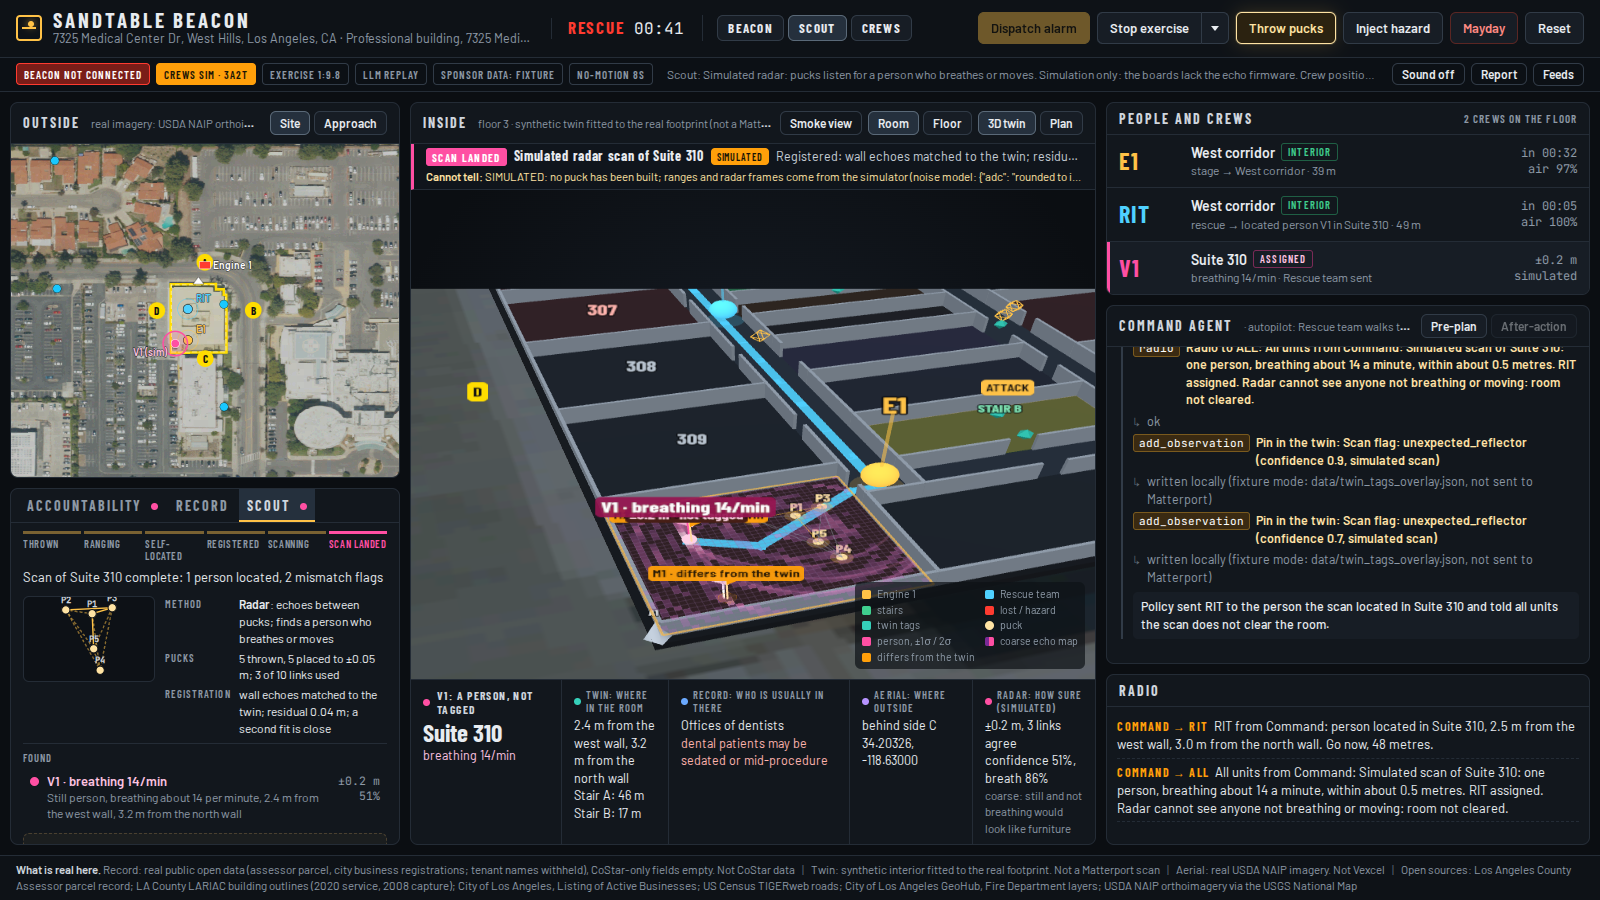 SANDTABLE BEACON
7325 Medical Center Dr, West Hills, Los Angeles, CA · Professional building, 7325 Medi...
RESCUE 00:41
BEACON
SCOUT
CREWS
Dispatch alarm
Stop exercise
Throw pucks
Inject hazard
Mayday
Reset
BEACON NOT CONNECTED
CREWS SIM · 3A2T
EXERCISE 1:9.8
LLM REPLAY
SPONSOR DATA: FIXTURE
NO-MOTION 8S
Scout: Simulated radar: pucks listen for a person who breathes or moves. Simulation only: the boards lack the echo firmware. Crew positio...
Sound off
Report
Feeds
OUTSIDE
real imagery: USDA NAIP orthoi...
Site
Approach
Engine 1
RIT
D
B
E1
V1(sim)
C
ACCOUNTABILITY
RECORD
SCOUT
THROWN
RANGING
SELF-
LOCATED
REGISTERED
SCANNING
SCAN LANDED
Scan of Suite 310 complete: 1 person located, 2 mismatch flags
P2
P1
P3
P5
P4
METHOD
Radar: echoes between
pucks; finds a person who
breathes or moves
PUCKS
5 thrown, 5 placed to ±0.05
m; 3 of 10 links used
REGISTRATION
wall echoes matched to the
twin; residual 0.04 m; a
second fit is close
FOUND
V1 · breathing 14/min
±0.2 m
51%
Still person, breathing about 14 per minute, 2.4 m from
the west wall, 3.2 m from the north wall
INSIDE
floor 3 · synthetic twin fitted to the real footprint (not a Matt...
Smoke view
Room
Floor
3D twin
Plan
SCAN LANDED
Simulated radar scan of Suite 310
SIMULATED
Registered: wall echoes matched to the twin; residu...
Cannot tell: SIMULATED: no puck has been built; ranges and radar frames come from the simulator (noise model: {"adc": "rounded to i...
307
308
D
ATTACK
E1
STAIR B
309
V1 · breathing 14/min
P3
P1
P5
P4
M1 · differs from the twin
Engine 1
Rescue team
stairs
lost / hazard
twin tags
puck
person, ±1σ / 2σ
coarse echo map
differs from the twin
V1: A PERSON, NOT
TAGGED
Suite 310
breathing 14/min
TWIN: WHERE
IN THE ROOM
2.4 m from the
west wall, 3.2
m from the
north wall
Stair A: 46 m
Stair B: 17 m
RECORD: WHO IS USUALLY IN
THERE
Offices of dentists
dental patients may be
sedated or mid-procedure
AERIAL: WHERE
OUTSIDE
behind side C
34.20326,
-118.63000
RADAR: HOW SURE
(SIMULATED)
±0.2 m, 3 links
agree
confidence 51%,
breath 86%
coarse: still and not
breathing would
look like furniture
PEOPLE AND CREWS
2 CREWS ON THE FLOOR
E1
West corridor
INTERIOR
stage → West corridor · 39 m
in 00:32
air 97%
RIT
West corridor
INTERIOR
rescue → located person V1 in Suite 310 · 49 m
in 00:05
air 100%
V1
Suite 310
ASSIGNED
breathing 14/min · Rescue team sent
±0.2 m
simulated
COMMAND AGENT
· autopilot: Rescue team walks t...
Pre-plan
After-action
radio
Radio to ALL: All units from Command: Simulated scan of Suite 310:
one person, breathing about 14 a minute, within about 0.5 metres. RIT
assigned. Radar cannot see anyone not breathing or moving: room
not cleared.
↳ ok
add_observation
Pin in the twin: Scan flag: unexpected_reflector
(confidence 0.9, simulated scan)
↳ written locally (fixture mode: data/twin_tags_overlay.json, not sent to
Matterport)
add_observation
Pin in the twin: Scan flag: unexpected_reflector
(confidence 0.7, simulated scan)
↳ written locally (fixture mode: data/twin_tags_overlay.json, not sent to
Matterport)
Policy sent RIT to the person the scan located in Suite 310 and told all units
the scan does not clear the room.
RADIO
COMMAND → RIT RIT from Command: person located in Suite 310, 2.5 m from the
west wall, 3.0 m from the north wall. Go now, 48 metres.
COMMAND → ALL All units from Command: Simulated scan of Suite 310: one
person, breathing about 14 a minute, within about 0.5 metres. RIT assigned.
Radar cannot see anyone not breathing or moving: room not cleared.
What is real here. Record: real public open data (assessor parcel, city business registrations; tenant names withheld), CoStar-only fields empty. Not CoStar data | Twin: synthetic interior fitted to the real footprint. Not a Matterport scan | Aerial: real USDA NAIP imagery. Not Vexcel | Open sources: Los Angeles County
Assessor parcel record; LA County LARIAC building outlines (2020 service, 2008 capture); City of Los Angeles, Listing of Active Businesses; US Census TIGERweb roads; City of Los Angeles GeoHub, Fire Department layers; USDA NAIP orthoimagery via the USGS National Map